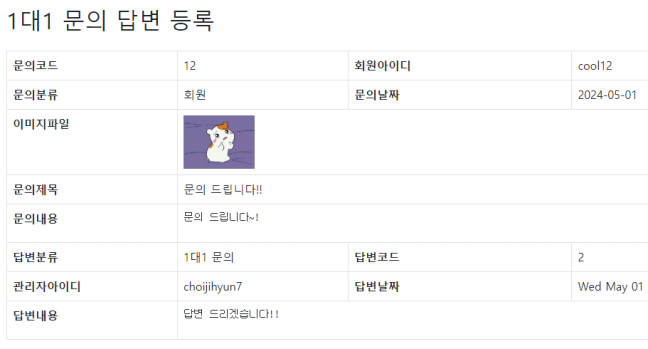 1대1 문의 답변 등록
문의코드 12 회원아이디 cool12
문의분류 회원 문의날짜 2024-05-01
이미지파일
문의제목 문의 드립니다!!
문의내용 문의 드립니다~!
답변분류 1대1 문의 답변코드 2
관리자아이디 choijihyun7 답변날짜 Wed May 01
답변내용 답변 드리겠습니다!!